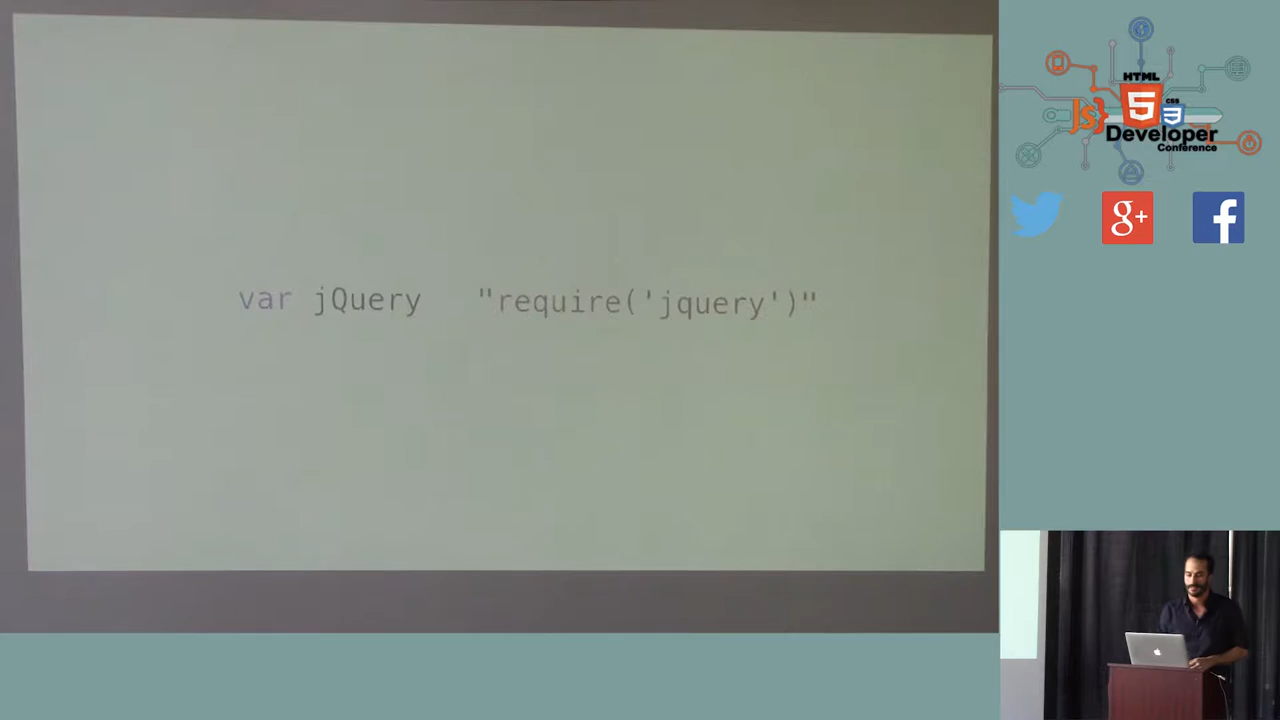 var jQuery "require('jquery')"
HTML
5
CSS
3
JS}
Developer
Conference
g+
f